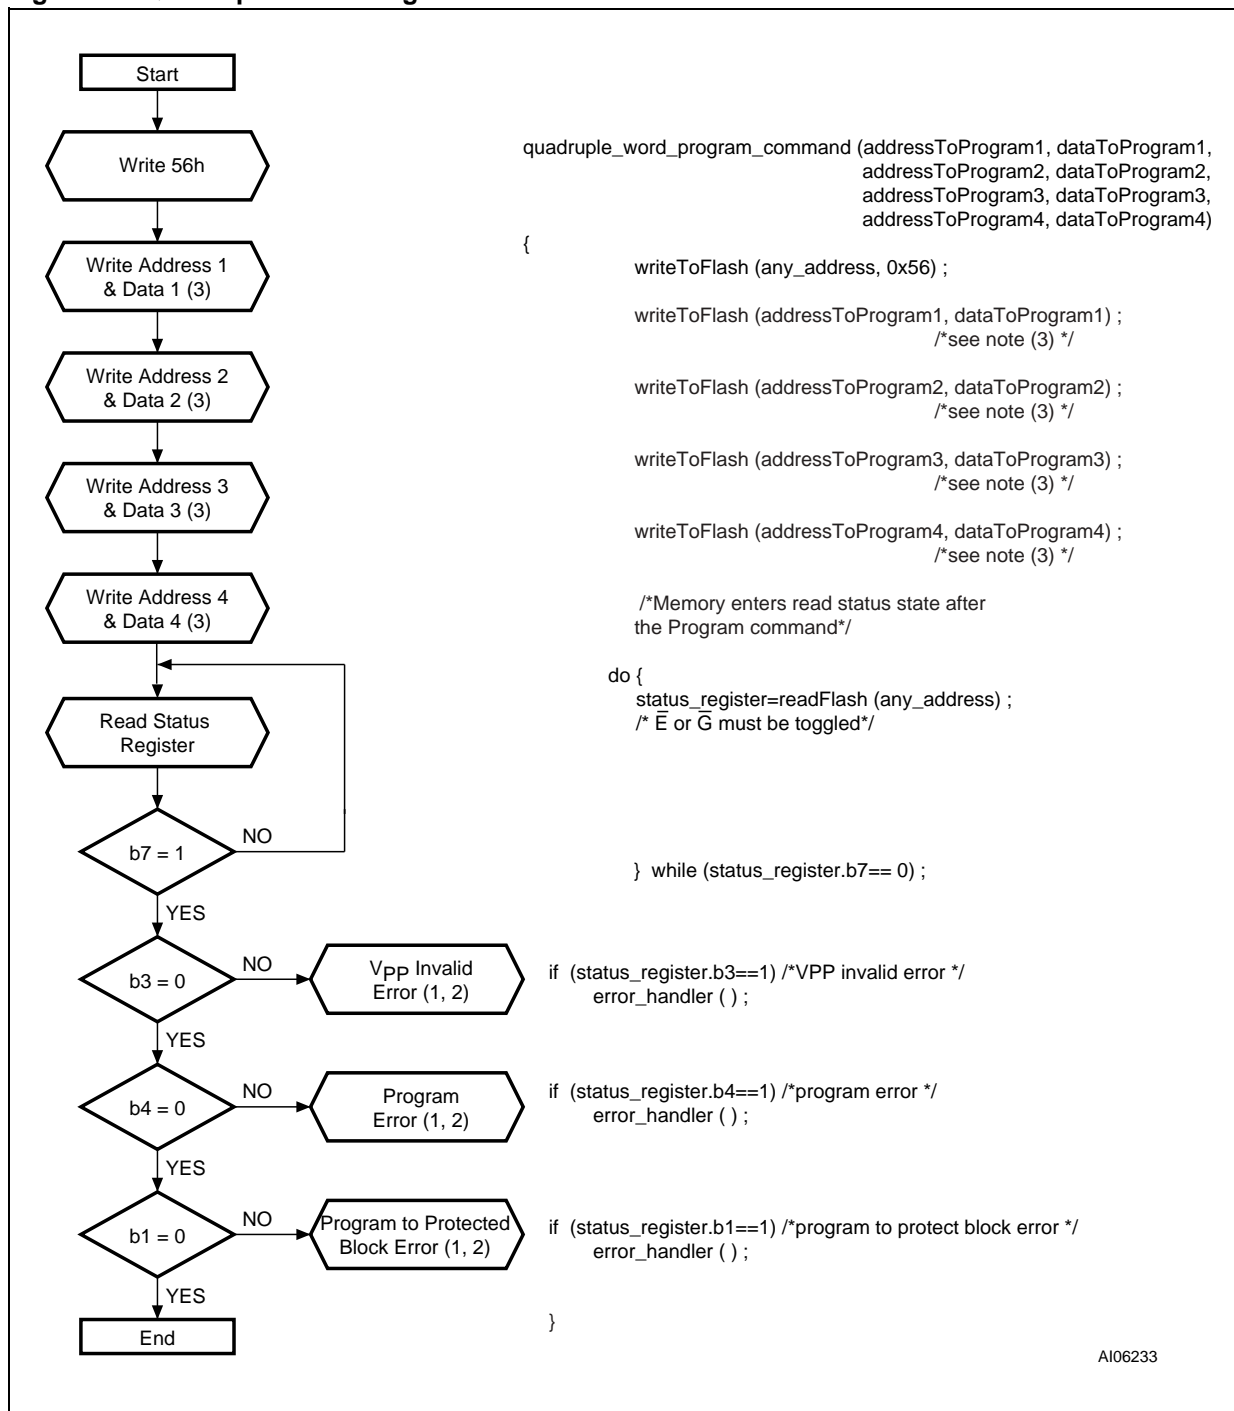 Start
Write 56h
Write Address 1
& Data 1 (3)
Write Address 2
& Data 2 (3)
Write Address 3
& Data 3 (3)
Write Address 4
& Data 4 (3)
Read Status
Register
b7 = 1
NO
YES
b3 = 0
NO
VPP Invalid
Error (1, 2)
YES
b4 = 0
NO
Program
Error (1, 2)
YES
b1 = 0
NO
Program to Protected
Block Error (1, 2)
YES
End
quadruple_word_program_command (addressToProgram1, dataToProgram1,
addressToProgram2, dataToProgram2,
addressToProgram3, dataToProgram3,
addressToProgram4, dataToProgram4)
{
writeToFlash (any_address, 0x56) ;
writeToFlash (addressToProgram1, dataToProgram1) ;
/*see note (3) */
writeToFlash (addressToProgram2, dataToProgram2) ;
/*see note (3) */
writeToFlash (addressToProgram3, dataToProgram3) ;
/*see note (3) */
writeToFlash (addressToProgram4, dataToProgram4) ;
/*see note (3) */
/*Memory enters read status state after
the Program command*/
do {
status_register=readFlash (any_address) ;
/* E̅ or G̅ must be toggled*/
} while (status_register.b7== 0) ;
if (status_register.b3==1) /*VPP invalid error */
error_handler ( ) ;
if (status_register.b4==1) /*program error */
error_handler ( ) ;
if (status_register.b1==1) /*program to protect block error */
error_handler ( ) ;
}
AI06233